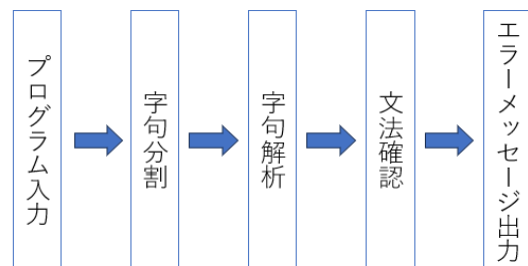 プログラム入力
字句分割
字句解析
文法確認
エラーメッセージ出力